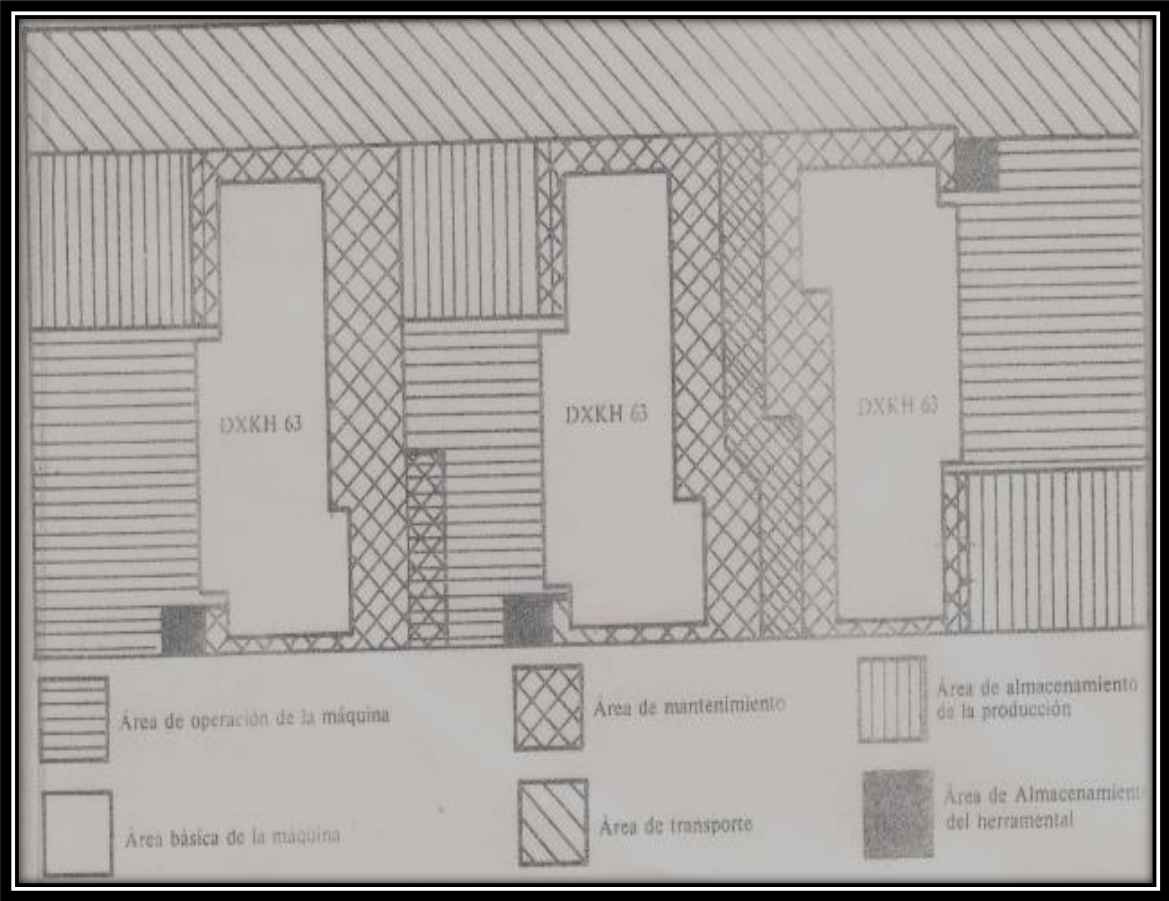 DXKH 63
DXKH 63
DXKH 63
Área de operación de la máquina
Área de mantenimiento
Área de almacenamiento
de la producción
Área básica de la máquina
Área de transporte
Área de Almacenamien
del herramental